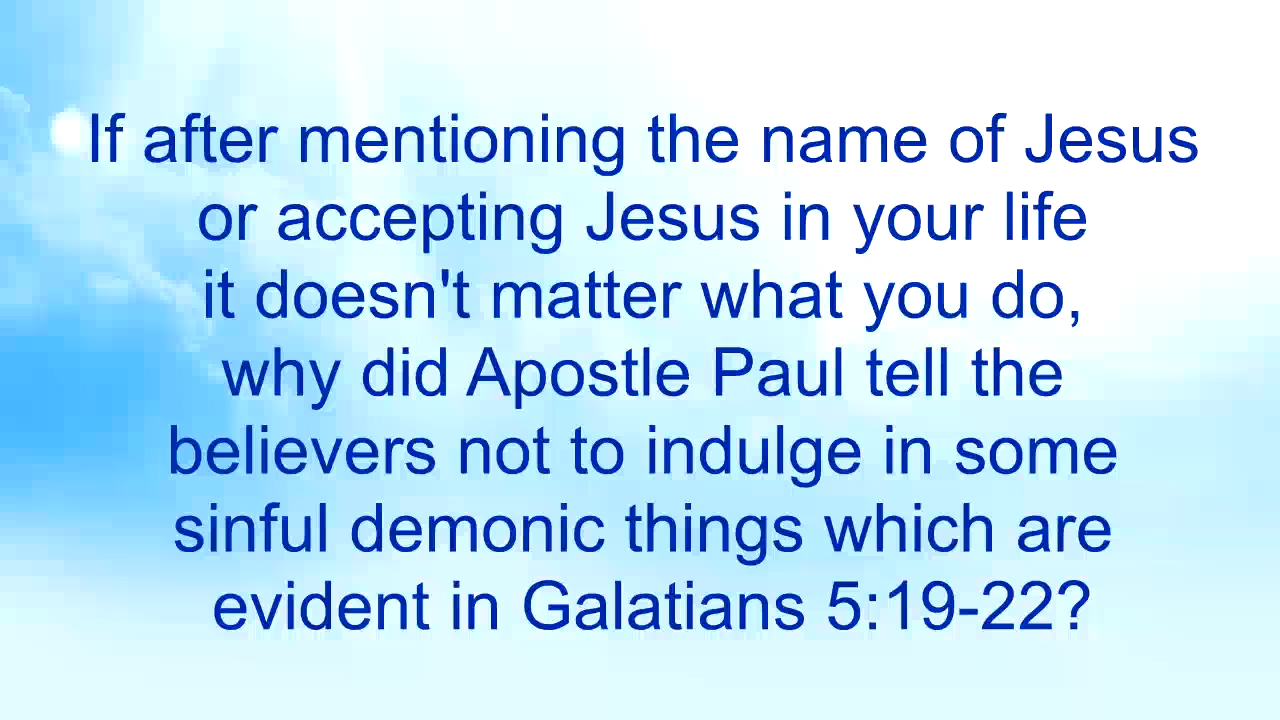 If after mentioning the name of Jesus
or accepting Jesus in your life
it doesn't matter what you do,
why did Apostle Paul tell the
believers not to indulge in some
sinful demonic things which are
evident in Galatians 5:19-22?